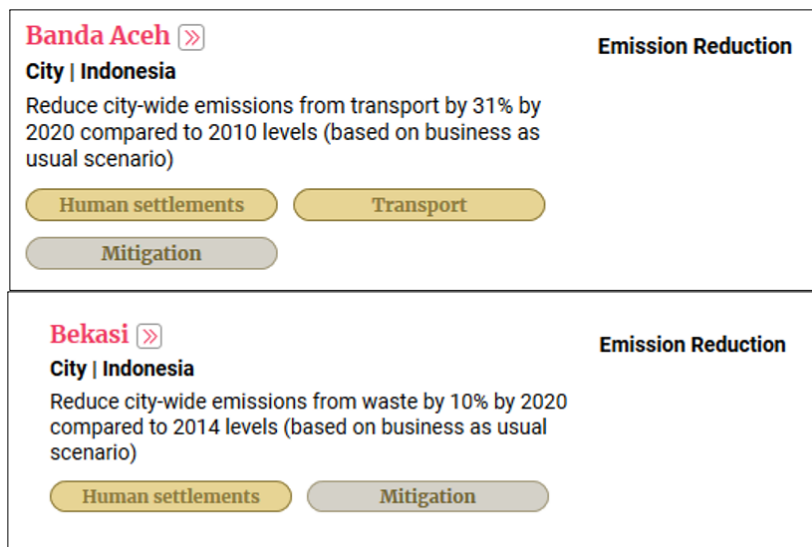 Banda Aceh
Emission Reduction
City | Indonesia
Reduce city-wide emissions from transport by 31% by
2020 compared to 2010 levels (based on business as
usual scenario)
Human settlements
Transport
Mitigation
Bekasi
Emission Reduction
City | Indonesia
Reduce city-wide emissions from waste by 10% by 2020
compared to 2014 levels (based on business as usual
scenario)
Human settlements
Mitigation